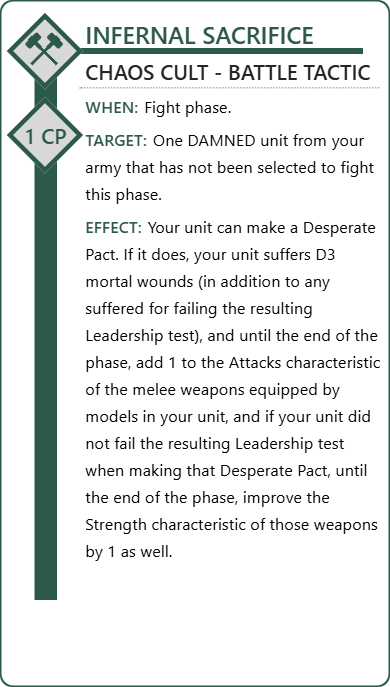 INFERNAL SACRIFICE
CHAOS CULT - BATTLE TACTIC
WHEN: Fight phase.
1 CP
TARGET: One DAMNED unit from your
army that has not been selected to fight
this phase.
EFFECT: Your unit can make a Desperate
Pact. If it does, your unit suffers D3
mortal wounds (in addition to any
suffered for failing the resulting
Leadership test), and until the end of the
phase, add 1 to the Attacks characteristic
of the melee weapons equipped by
models in your unit, and if your unit did
not fail the resulting Leadership test
when making that Desperate Pact, until
the end of the phase, improve the
Strength characteristic of those weapons
by 1 as well.